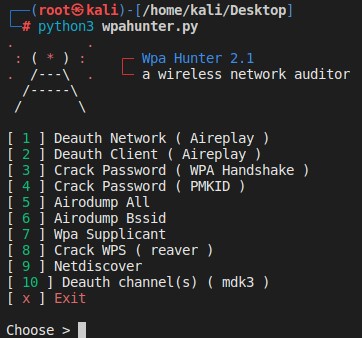 ┌──(root㉿kali)-[/home/kali/Desktop]
└─# python3 wpahunter.py
.           .
: ( * ) :    ┌─ Wpa Hunter 2.1
.  /---\  .   └─ a wireless network auditor
  /-----\
 /       \
[ 1 ] Deauth Network ( Aireplay )
[ 2 ] Deauth Client ( Aireplay )
[ 3 ] Crack Password ( WPA Handshake )
[ 4 ] Crack Password ( PMKID )
[ 5 ] Airodump All
[ 6 ] Airodump Bssid
[ 7 ] Wpa Supplicant
[ 8 ] Crack WPS ( reaver )
[ 9 ] Netdiscover
[ 10 ] Deauth channel(s) ( mdk3 )
[ x ] Exit
Choose >